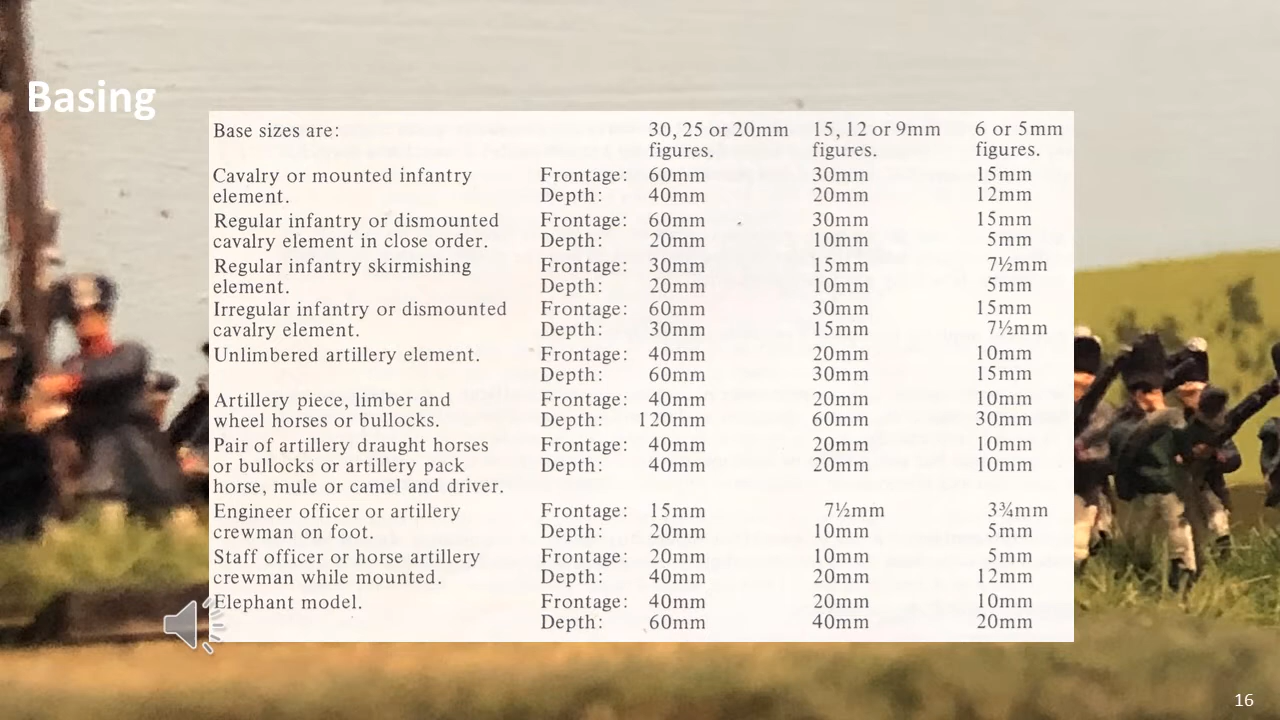 Basing
Base sizes are: 30, 25 or 20mm 15, 12 or 9mm 6 or 5mm
figures. figures. figures.
Cavalry or mounted infantry Frontage: 60mm 30mm 15mm
element. Depth: 40mm 20mm 12mm
Regular infantry or dismounted Frontage: 60mm 30mm 15mm
cavalry element in close order. Depth: 20mm 10mm 5mm
Regular infantry skirmishing Frontage: 30mm 15mm 7½mm
element. Depth: 20mm 10mm 5mm
Irregular infantry or dismounted Frontage: 60mm 30mm 15mm
cavalry element. Depth: 30mm 15mm 7½mm
Unlimbered artillery element. Frontage: 40mm 20mm 10mm
Depth: 60mm 30mm 15mm
Artillery piece, limber and Frontage: 40mm 20mm 10mm
wheel horses or bullocks. Depth: 120mm 60mm 30mm
Pair of artillery draught horses Frontage: 40mm 20mm 10mm
or bullocks or artillery pack Depth: 40mm 20mm 10mm
horse, mule or camel and driver.
Engineer officer or artillery Frontage: 15mm 7½mm 3¾mm
crewman on foot. Depth: 20mm 10mm 5mm
Staff officer or horse artillery Frontage: 20mm 10mm 5mm
crewman while mounted. Depth: 40mm 20mm 12mm
Elephant model. Frontage: 40mm 20mm 10mm
Depth: 60mm 40mm 20mm
16